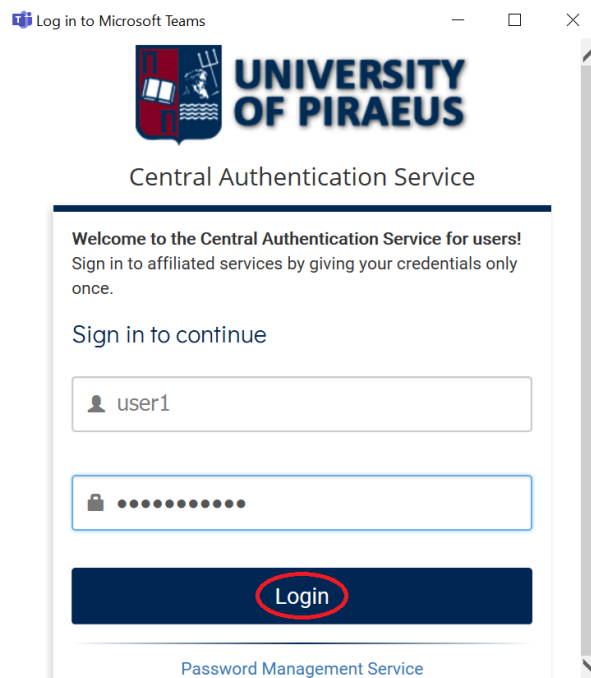 Log in to Microsoft Teams
UNIVERSITY
OF PIRAEUS
Central Authentication Service
Welcome to the Central Authentication Service for users!
Sign in to affiliated services by giving your credentials only
once.
Sign in to continue
user1
•••••••••••
Login
Password Management Service